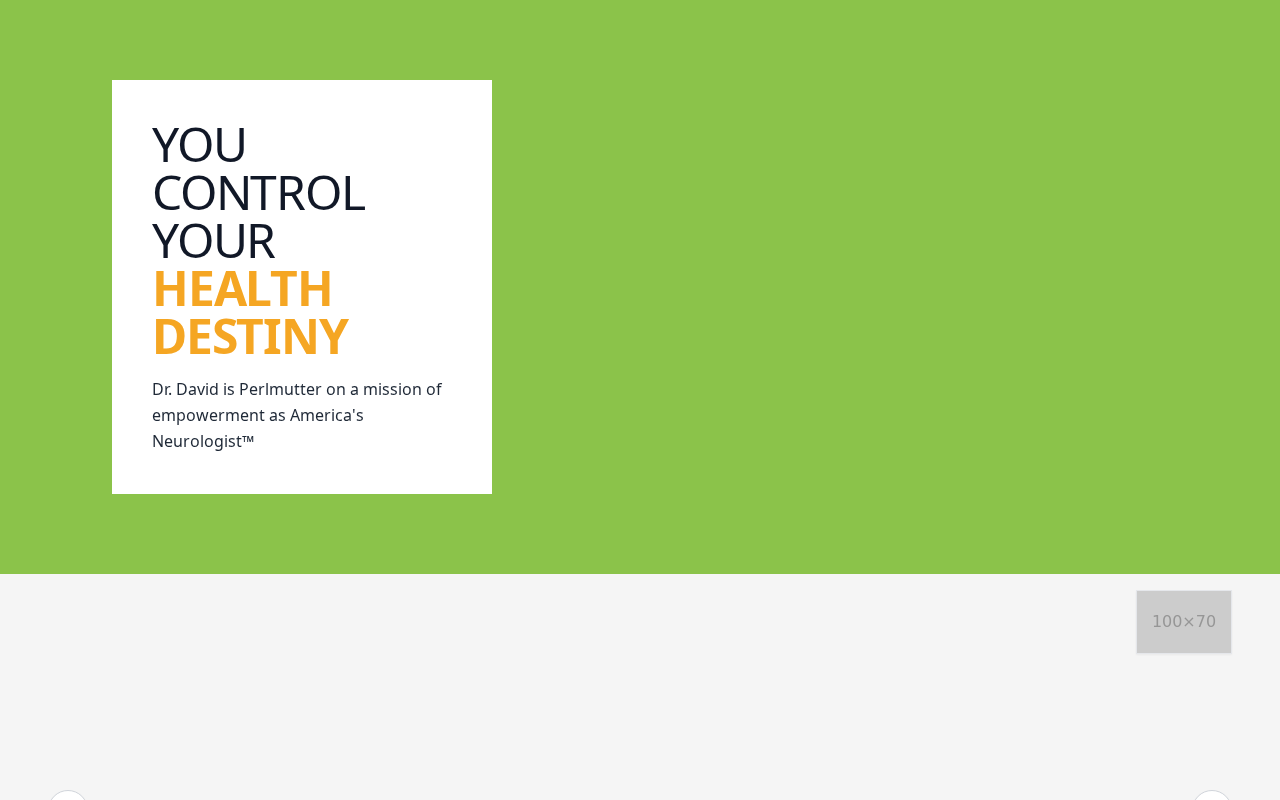 YOU
CONTROL
YOUR
HEALTH
DESTINY
Dr. David is Perlmutter on a mission of
empowerment as America's
Neurologist™
100×70